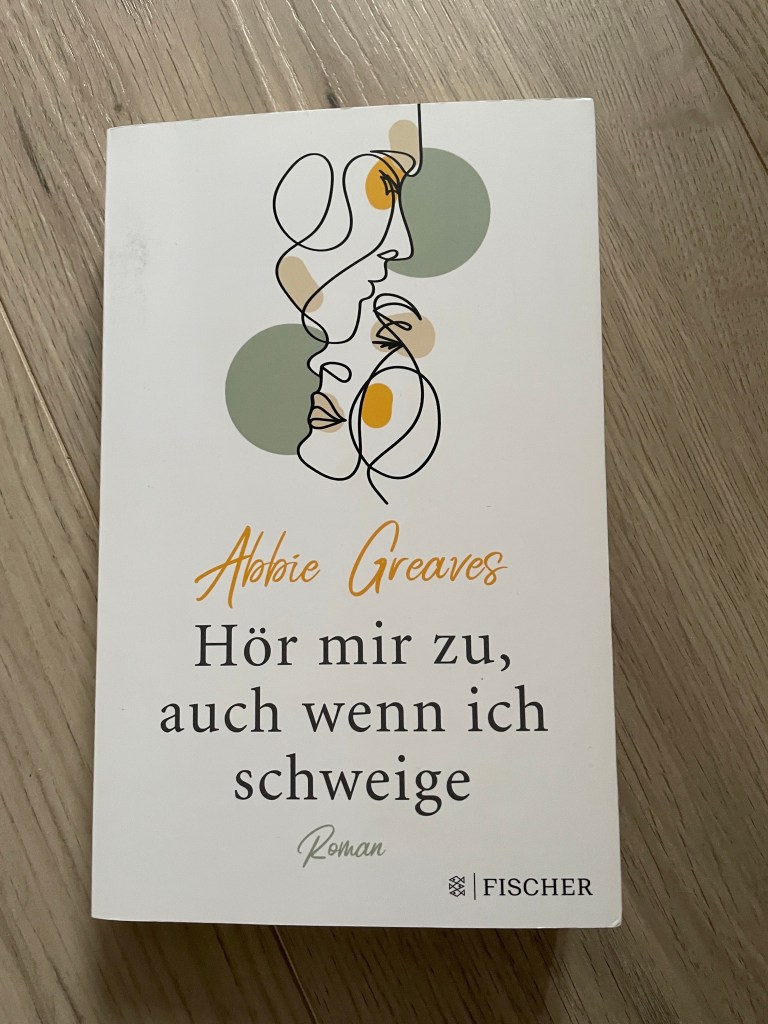 Abbie Greaves
Hör mir zu,
auch wenn ich
schweige
Roman
FISCHER